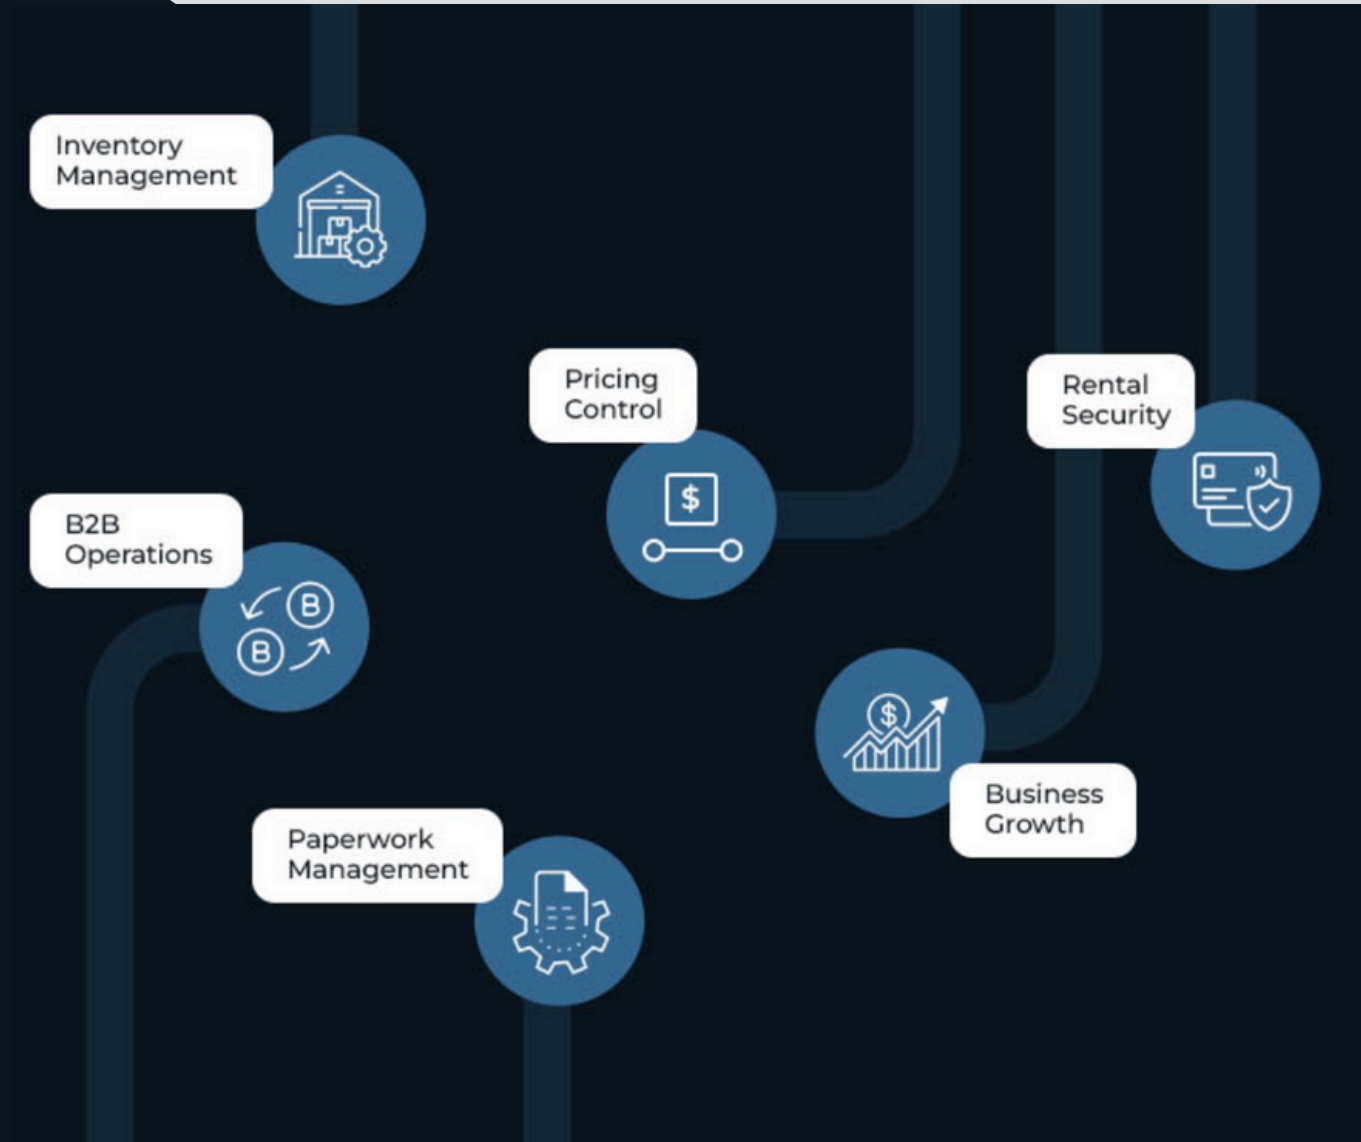 Inventory
Management
Pricing
Control
$
Rental
Security
B2B
Operations
B
B
$
Business
Growth
Paperwork
Management